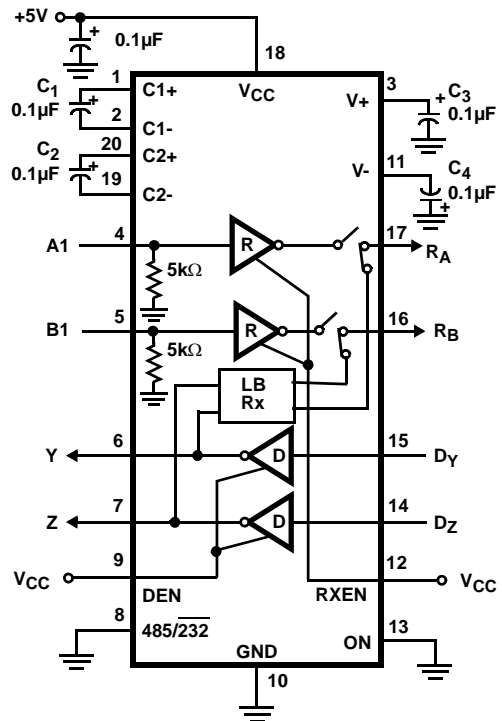 +5V
0.1µF
18
VCC
C1
0.1µF
1
C1+
2
C1-
C2
0.1µF
20
C2+
19
C2-
3
V+
C3
0.1µF
11
V-
C4
0.1µF
A1
4
5kΩ
R
17
RA
B1
5
5kΩ
R
16
RB
LB
Rx
Y
6
D
15
DY
Z
7
D
14
DZ
VCC
9
DEN
12
RXEN
VCC
8
485/232
13
ON
GND
10